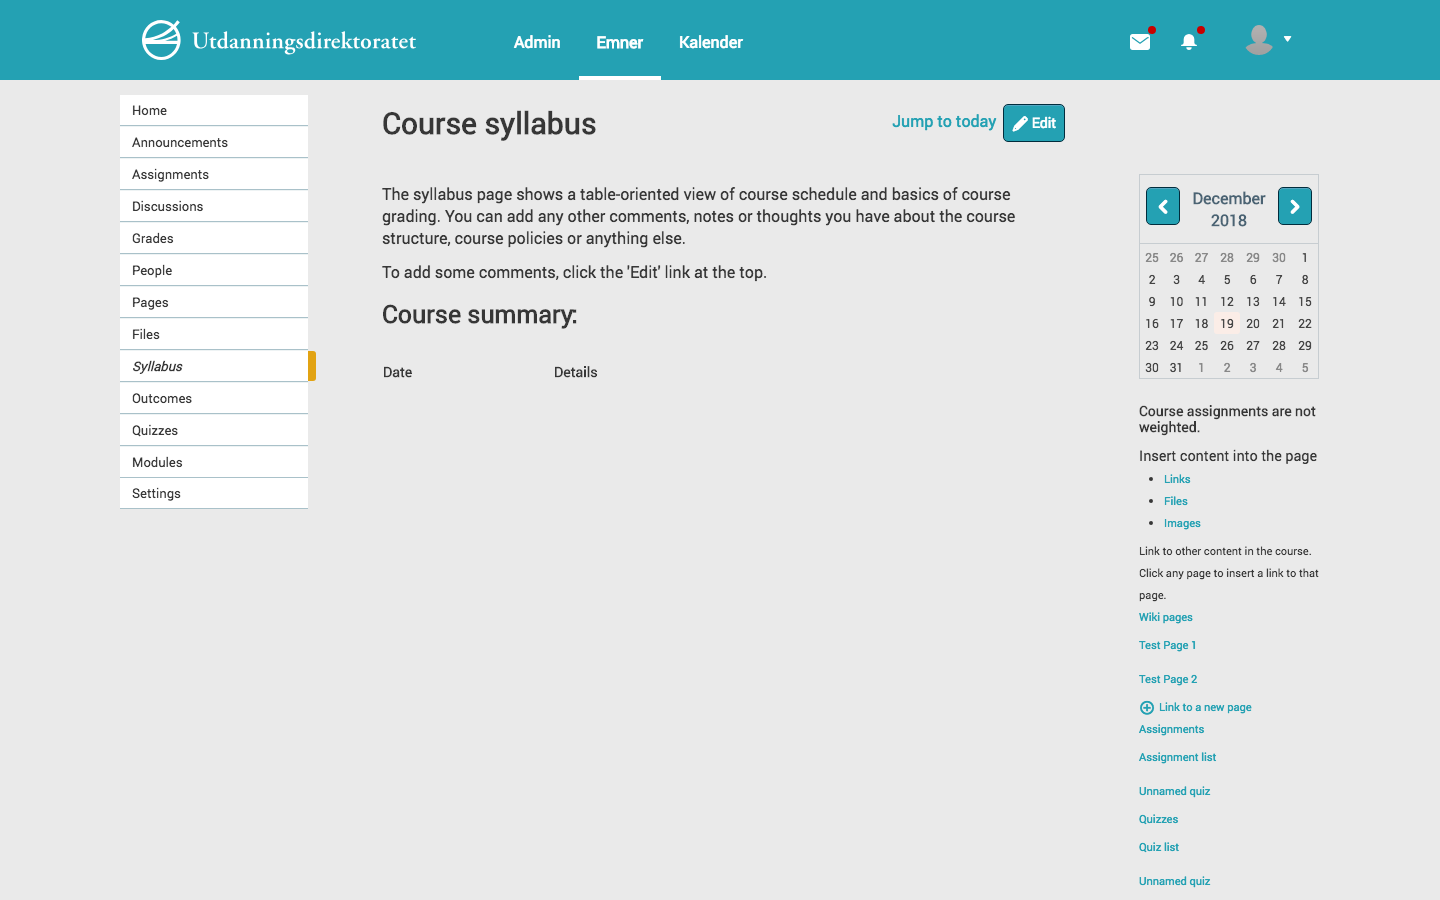 Utdanningsdirektoratet
Admin
Emner
Kalender
Home
Announcements
Assignments
Discussions
Grades
People
Pages
Files
Syllabus
Outcomes
Quizzes
Modules
Settings
Course syllabus
Jump to today
Edit
The syllabus page shows a table-oriented view of course schedule and basics of course
grading. You can add any other comments, notes or thoughts you have about the course
structure, course policies or anything else.
To add some comments, click the 'Edit' link at the top.
Course summary:
Date Details
December
2018
25 26 27 28 29 30 1
2 3 4 5 6 7 8
9 10 11 12 13 14 15
16 17 18 19 20 21 22
23 24 25 26 27 28 29
30 31 1 2 3 4 5
Course assignments are not
weighted.
Insert content into the page
Links
Files
Images
Link to other content in the course.
Click any page to insert a link to that
page.
Wiki pages
Test Page 1
Test Page 2
Link to a new page
Assignments
Assignment list
Unnamed quiz
Quizzes
Quiz list
Unnamed quiz